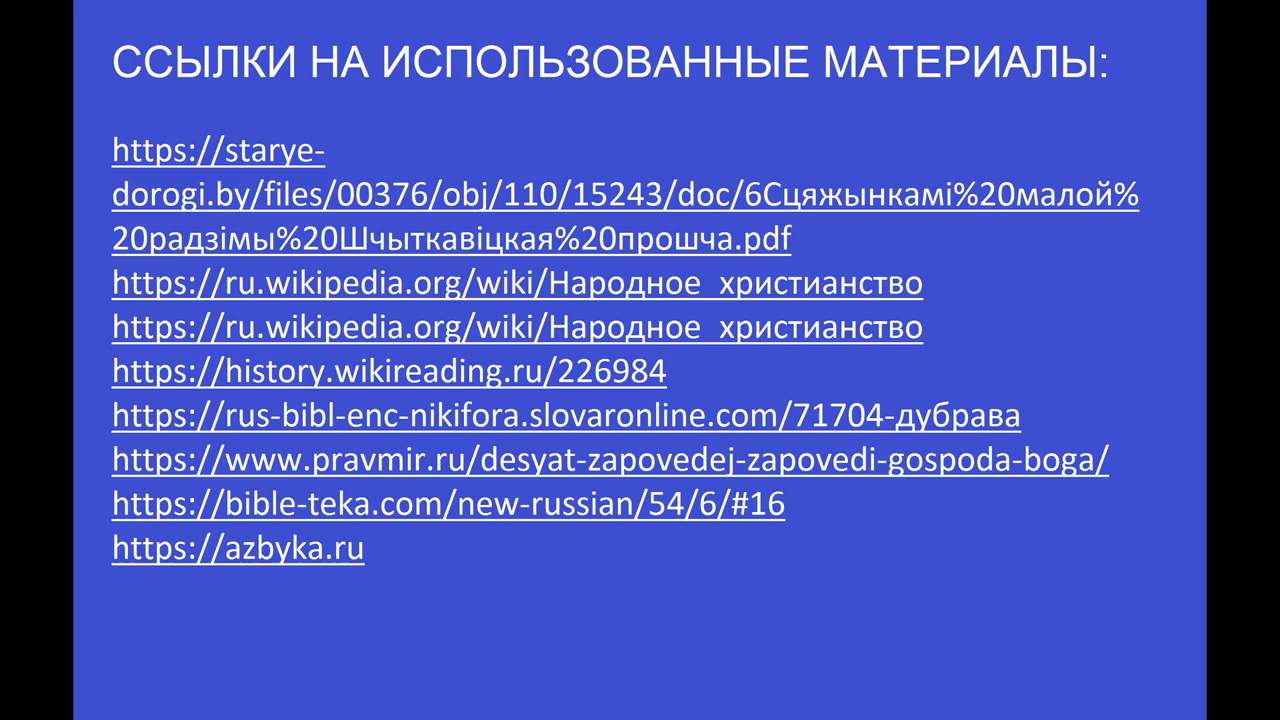 ССЫЛКИ НА ИСПОЛЬЗОВАННЫЕ МАТЕРИАЛЫ:
https://starye-
dorogi.by/files/00376/obj/110/15243/doc/6Сцяжынкамі%20малой%
20радзімы%20Шчыткавіцкая%20прошча.pdf
https://ru.wikipedia.org/wiki/Народное_христианство
https://ru.wikipedia.org/wiki/Народное_христианство
https://history.wikireading.ru/226984
https://rus-bibl-enc-nikifora.slovaronline.com/71704-дубрава
https://www.pravmir.ru/desyat-zapovedej-zapovedi-gospoda-boga/
https://bible-teka.com/new-russian/54/6/#16
https://azbyka.ru